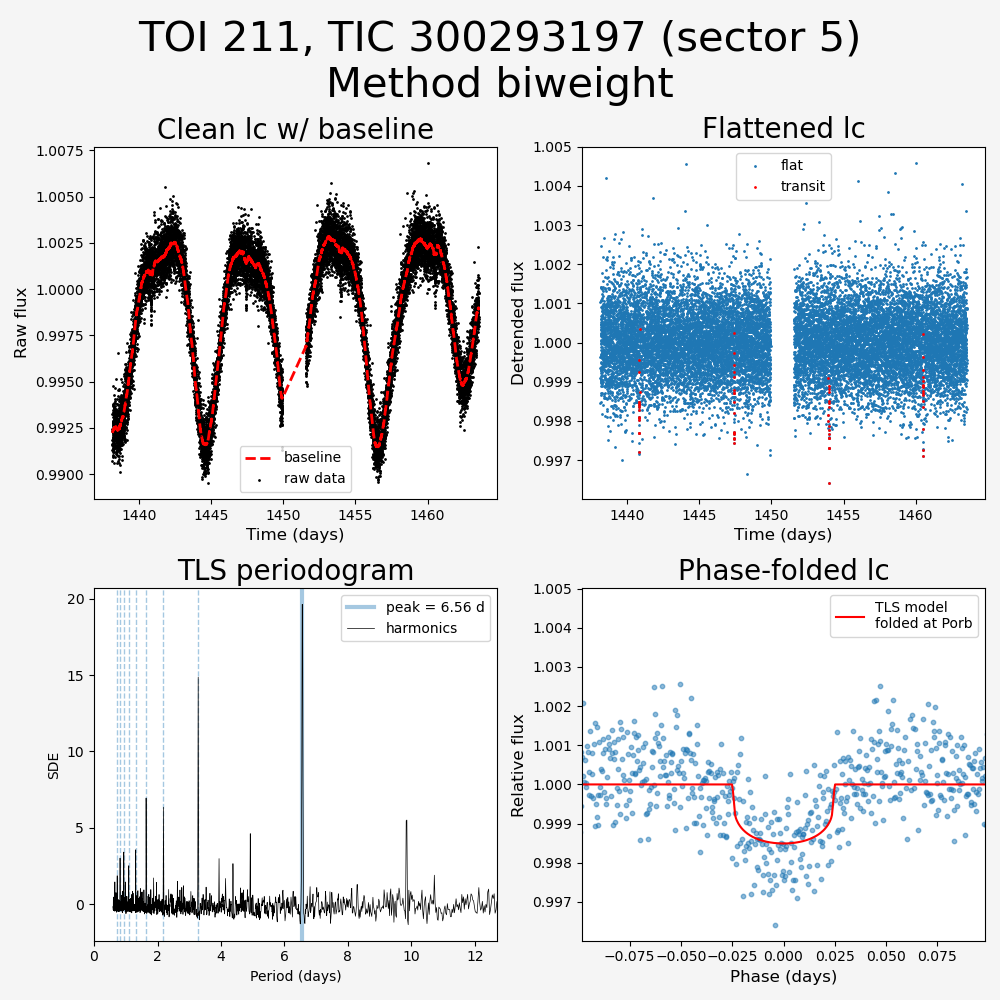 TOI 211, TIC 300293197 (sector 5)
Method biweight
Clean lc w/ baseline
1.0075
1.0050
1.0025
1.0000
0.9975
0.9950
0.9925
0.9900
Raw flux
baseline
raw data
1440
1445
1450
1455
1460
Time (days)
Flattened lc
1.005
1.004
1.003
1.002
1.001
1.000
0.999
0.998
0.997
Detrended flux
flat
transit
1440
1445
1450
1455
1460
Time (days)
TLS periodogram
20
15
10
5
0
SDE
peak = 6.56 d
harmonics
0
2
4
6
8
10
12
Period (days)
Phase-folded lc
1.005
1.004
1.003
1.002
1.001
1.000
0.999
0.998
0.997
Relative flux
TLS model
folded at Porb
−0.075
−0.050
−0.025
0.000
0.025
0.050
0.075
Phase (days)